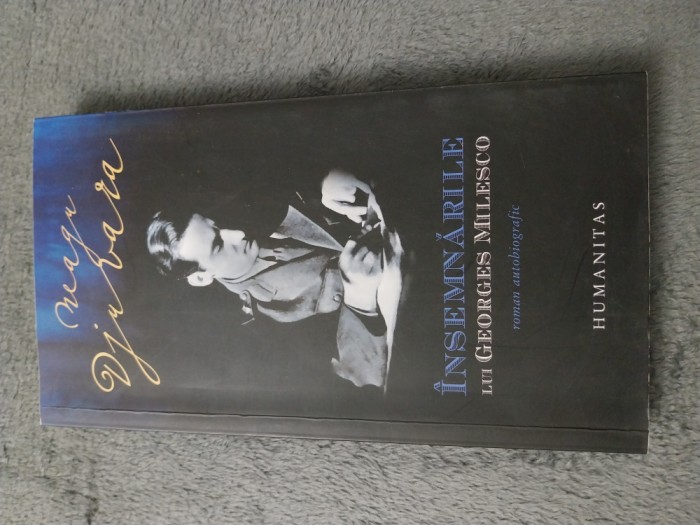 neagu
Djuvara
ÎNSEMNĂRILE
LUI GEORGES MILESCO
roman autobiografic
HUMANITAS